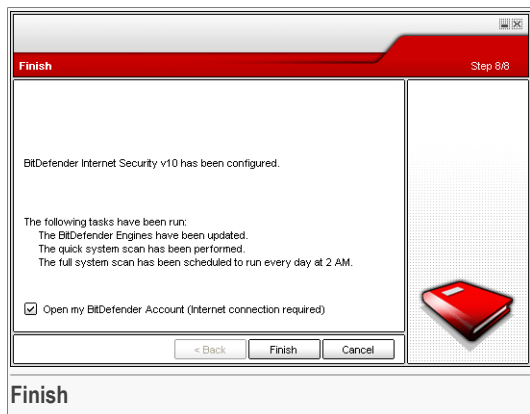 Finish
Step 8/8
BitDefender Internet Security v10 has been configured.
The following tasks have been run:
The BitDefender Engines have been updated.
The quick system scan has been performed.
The full system scan has been scheduled to run every day at 2 AM.
Open my BitDefender Account (Internet connection required)
< Back
Finish
Cancel
Finish